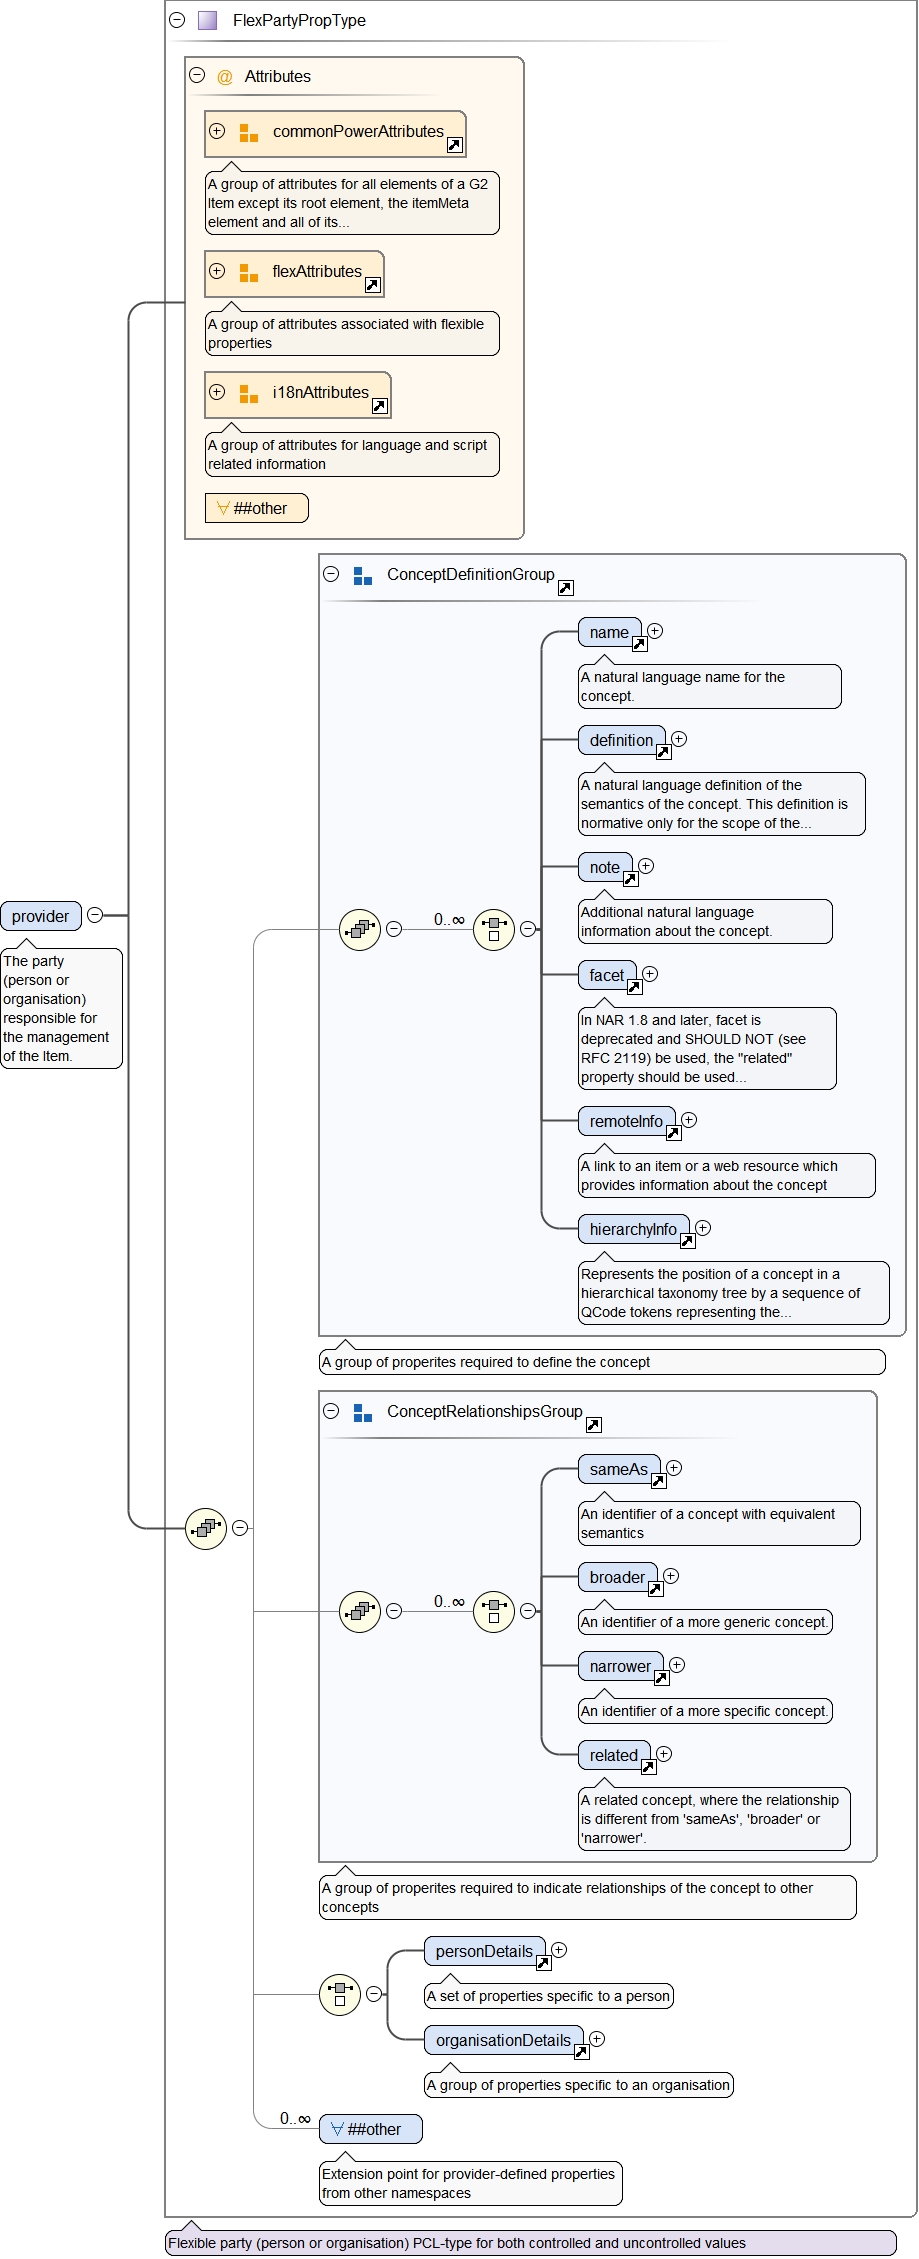 FlexPartyPropType
@ Attributes
commonPowerAttributes
A group of attributes for all elements of a G2
Item except its root element, the itemMeta
element and all of its...
flexAttributes
A group of attributes associated with flexible
properties
i18nAttributes
A group of attributes for language and script
related information
##other
ConceptDefinitionGroup
name
A natural language name for the
concept.
definition
A natural language definition of the
semantics of the concept. This definition is
normative only for the scope of the...
note
Additional natural language
information about the concept.
0..∞
provider
The party
(person or
organisation)
responsible for
the management
of the Item.
facet
In NAR 1.8 and later, facet is
deprecated and SHOULD NOT (see
RFC 2119) be used, the "related"
property should be used...
remoteInfo
A link to an item or a web resource which
provides information about the concept
hierarchyInfo
Represents the position of a concept in a
hierarchical taxonomy tree by a sequence of
QCode tokens representing the...
A group of properites required to define the concept
ConceptRelationshipsGroup
sameAs
An identifier of a concept with equivalent
semantics
broader
An identifier of a more generic concept.
0..∞
narrower
An identifier of a more specific concept.
related
A related concept, where the relationship
is different from 'sameAs', 'broader' or
'narrower'.
A group of properites required to indicate relationships of the concept to other
concepts
personDetails
A set of properties specific to a person
organisationDetails
A group of properties specific to an organisation
0..∞
##other
Extension point for provider-defined properties
from other namespaces
Flexible party (person or organisation) PCL-type for both controlled and uncontrolled values